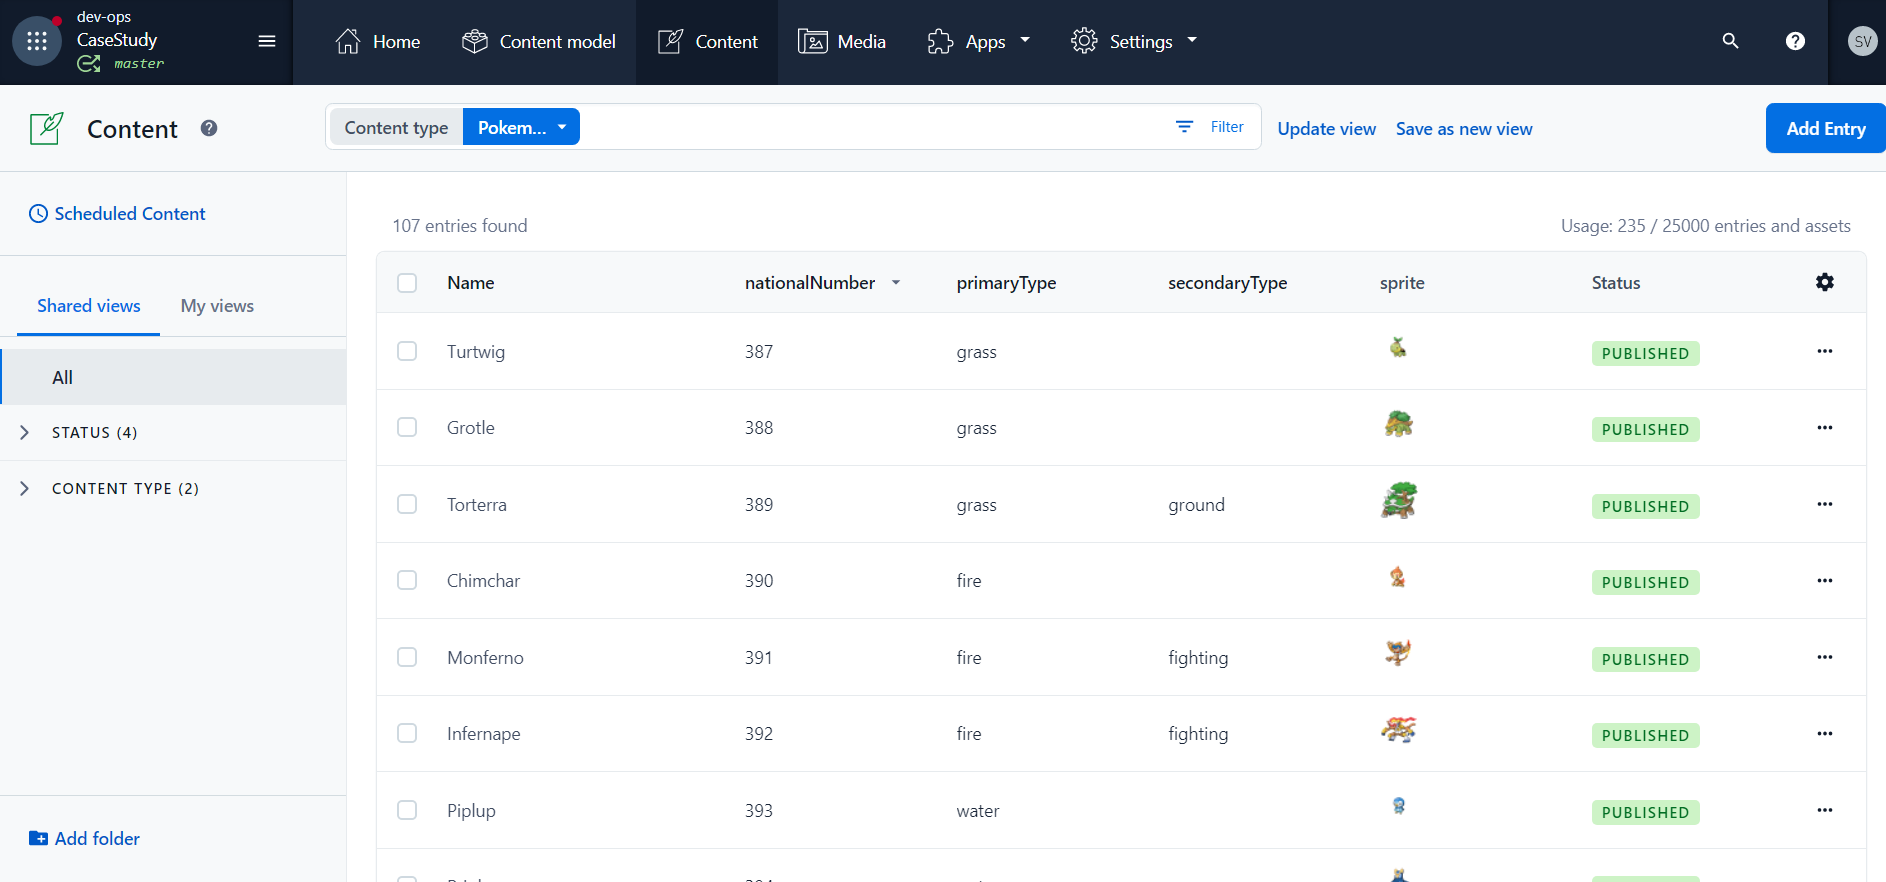 dev-ops
CaseStudy
master
Home
Content model
Content
Media
Apps
Settings
SV
Content
Content type
Pokem...
Filter
Update view
Save as new view
Add Entry
Scheduled Content
Shared views
My views
All
STATUS (4)
CONTENT TYPE (2)
Add folder
107 entries found
Usage: 235 / 25000 entries and assets
Name nationalNumber primaryType secondaryType sprite Status
Turtwig 387 grass PUBLISHED
Grotle 388 grass PUBLISHED
Torterra 389 grass ground PUBLISHED
Chimchar 390 fire PUBLISHED
Monferno 391 fire fighting PUBLISHED
Infernape 392 fire fighting PUBLISHED
Piplup 393 water PUBLISHED